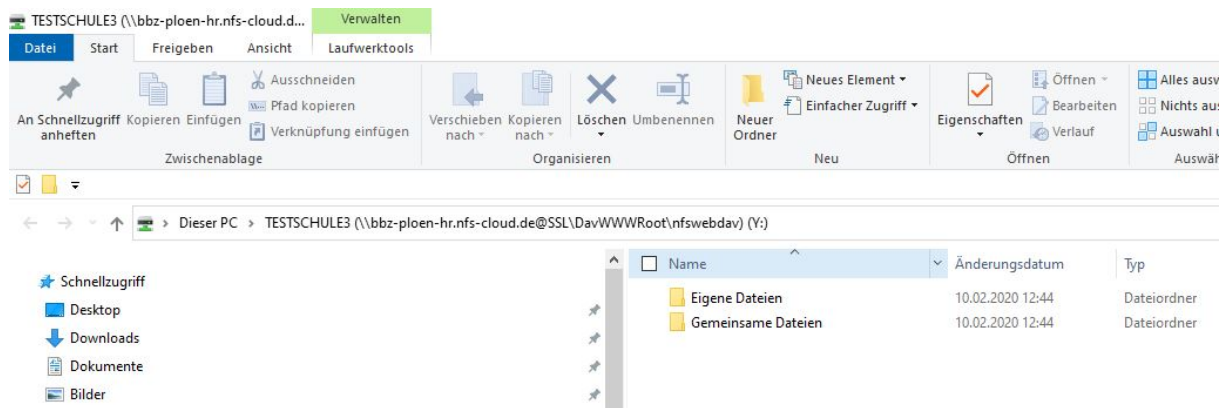 TESTSCHULE3 (\\bbz-ploen-hr.nfs-cloud.d... Verwalten
Datei Start Freigeben Ansicht Laufwerktools
An Schnellzugriff anheften
Kopieren
Einfügen
Ausschneiden
Pfad kopieren
Verknüpfung einfügen
Zwischenablage
Verschieben nach
Kopieren nach
Löschen
Umbenennen
Organisieren
Neuer Ordner
Neues Element
Einfacher Zugriff
Neu
Eigenschaften
Öffnen
Bearbeiten
Verlauf
Öffnen
Alles ausw
Nichts aus
Auswahl u
Auswäh
Dieser PC > TESTSCHULE3 (\\bbz-ploen-hr.nfs-cloud.de@SSL\DavWWWRoot\nfswebdav) (Y:)
Schnellzugriff
Desktop
Downloads
Dokumente
Bilder
Name Änderungsdatum Typ
Eigene Dateien 10.02.2020 12:44 Dateiordner
Gemeinsame Dateien 10.02.2020 12:44 Dateiordner